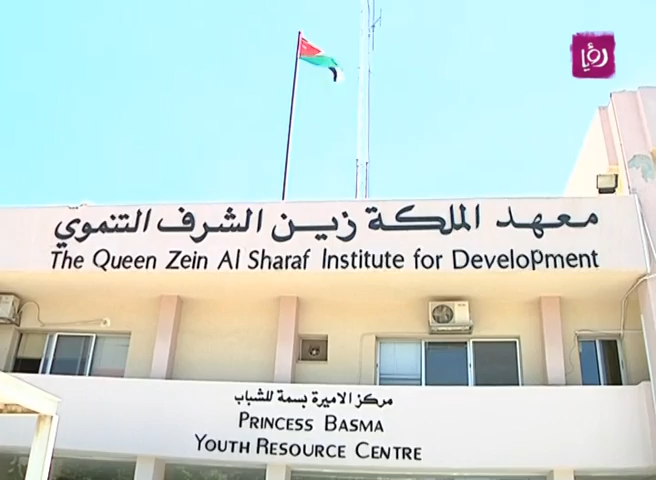 رؤيا
معهد الملكة زين الشرف التنموي
The Queen Zein Al Sharaf Institute for Development
مركز الاميرة بسمة للشباب
PRINCESS BASMA
YOUTH RESOURCE CENTRE